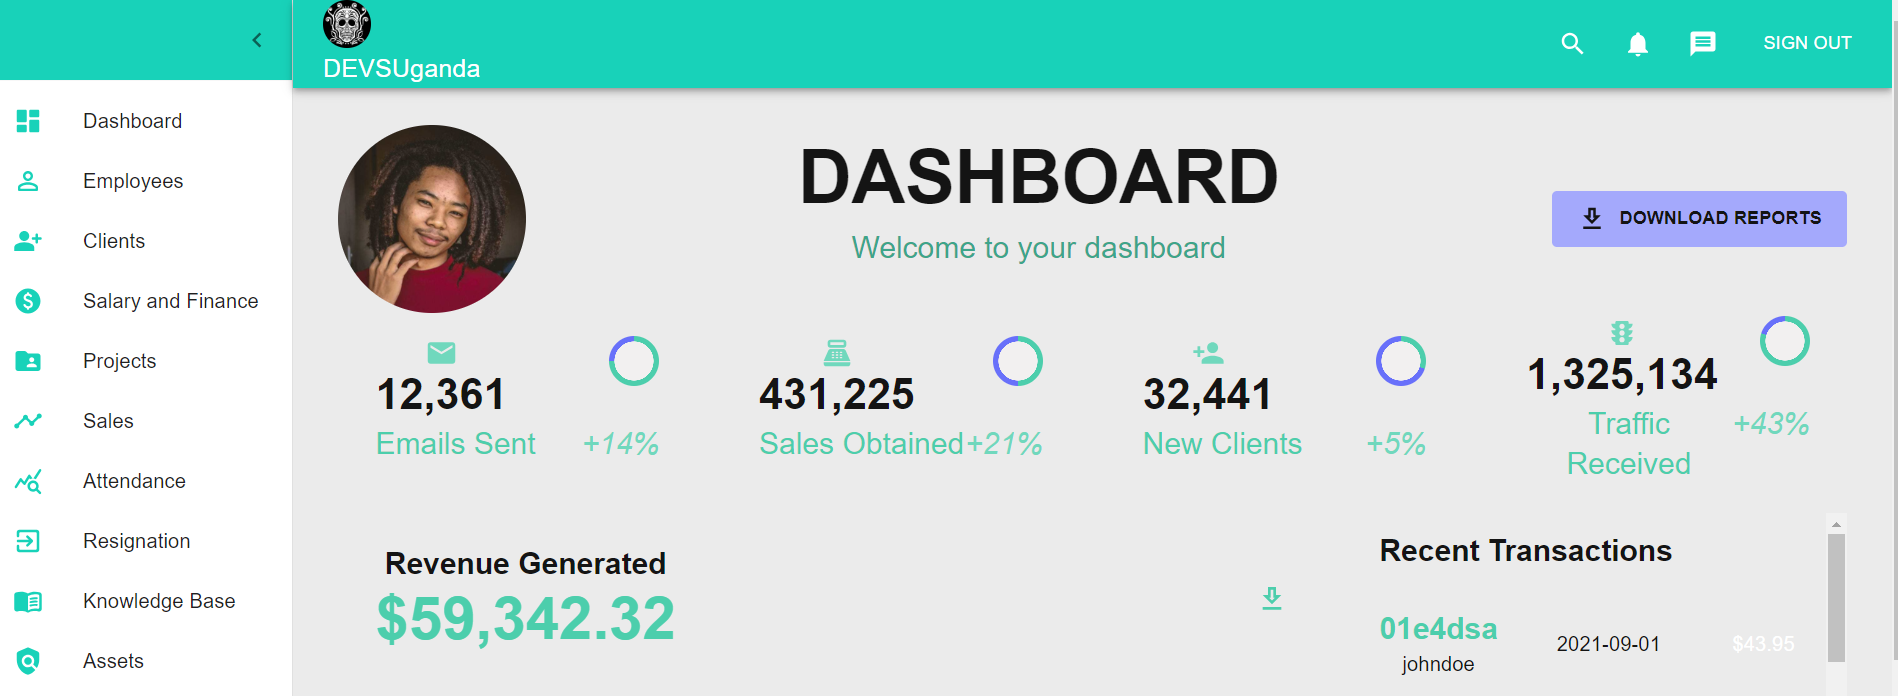 DEVSUganda
SIGN OUT
Dashboard
Employees
Clients
Salary and Finance
Projects
Sales
Attendance
Resignation
Knowledge Base
Assets
DASHBOARD
Welcome to your dashboard
DOWNLOAD REPORTS
12,361
Emails Sent +14%
431,225
Sales Obtained +21%
32,441
New Clients +5%
1,325,134
Traffic +43%
Received
Revenue Generated
$59,342.32
Recent Transactions
01e4dsa
johndoe
2021-09-01
$43.95